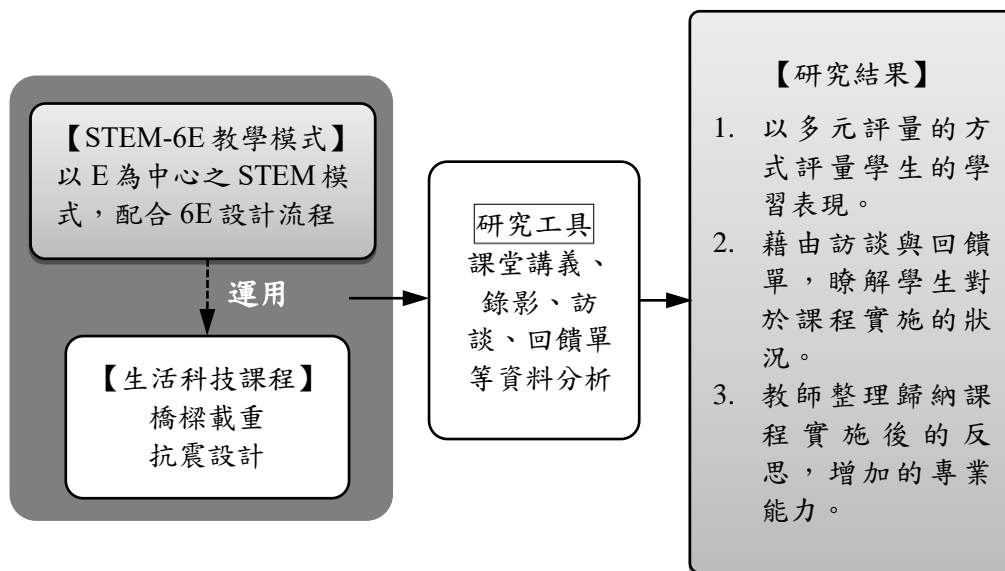 【STEM-6E 教學模式】
以 E 為中心之 STEM 模
式，配合 6E 設計流程
運用
【生活科技課程】
橋樑載重
抗震設計
研究工具
課堂講義、
錄影、訪
談、回饋單
等資料分析
【研究結果】
1. 以多元評量的方
式評量學生的學
習表現。
2. 藉由訪談與回饋
單，瞭解學生對
於課程實施的狀
況。
3. 教師整理歸納課
程實施後的反
思，增加的專業
能力。